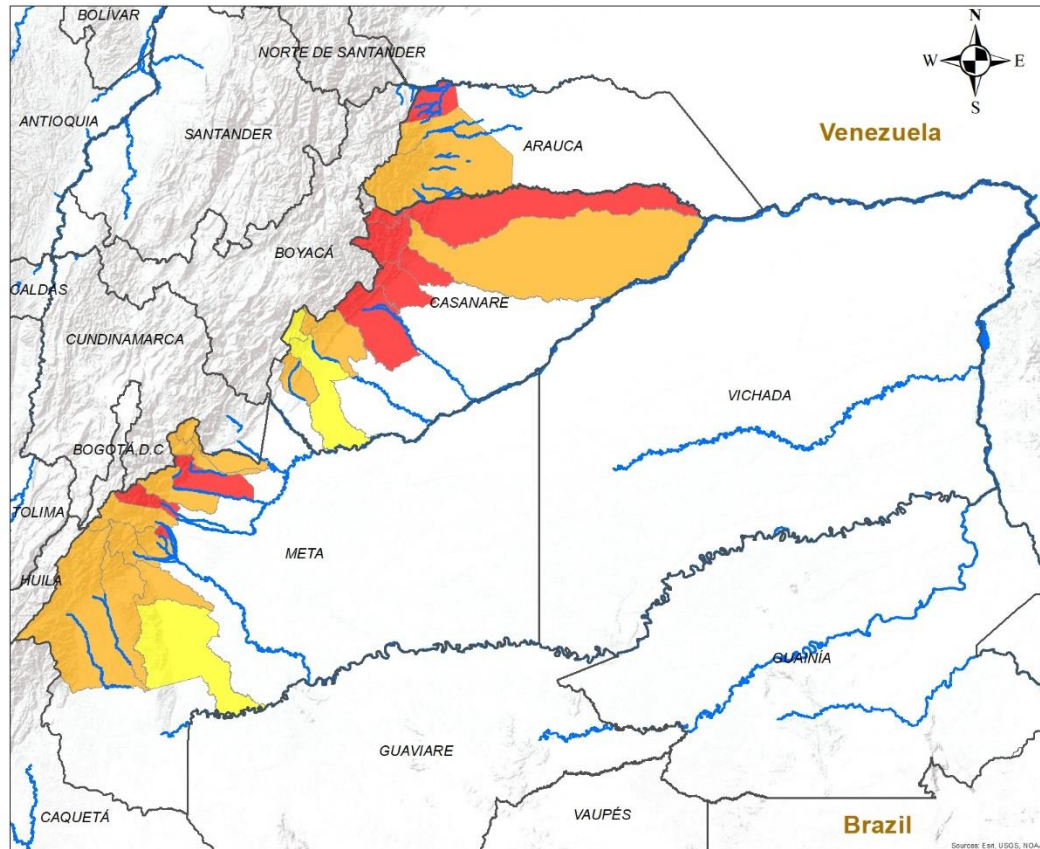 BOLÍVAR
N
NORTE DE SANTANDER
W
E
S
ANTIOQUIA
SANTANDER
ARAUCA
Venezuela
BOYACÁ
CALDAS
CASANARE
CUNDINAMARCA
VICHADA
BOGOTÁ D.C
TOLIMA
META
HUILA
GUAINÍA
GUAVIARE
CAQUETÁ
VAUPÉS
Brazil
Sources: Esri, USGS, NOAA